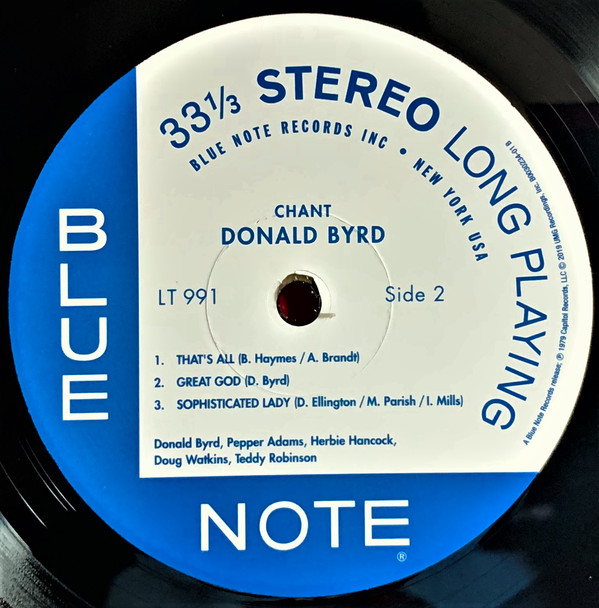 33⅓ STEREO LONG PLAYING
BLUE NOTE RECORDS INC • NEW YORK USA
CHANT
DONALD BYRD
LT 991
Side 2
1. THAT'S ALL (B. Haymes / A. Brandt)
2. GREAT GOD (D. Byrd)
3. SOPHISTICATED LADY (D. Ellington / M. Parish / I. Mills)
Donald Byrd, Pepper Adams, Herbie Hancock,
Doug Watkins, Teddy Robinson
BLUE
NOTE®
A Blue Note Records release; ℗ 1979 Capitol Records, LLC © 2019 UMG Recordings, Inc. B0030234-01 B